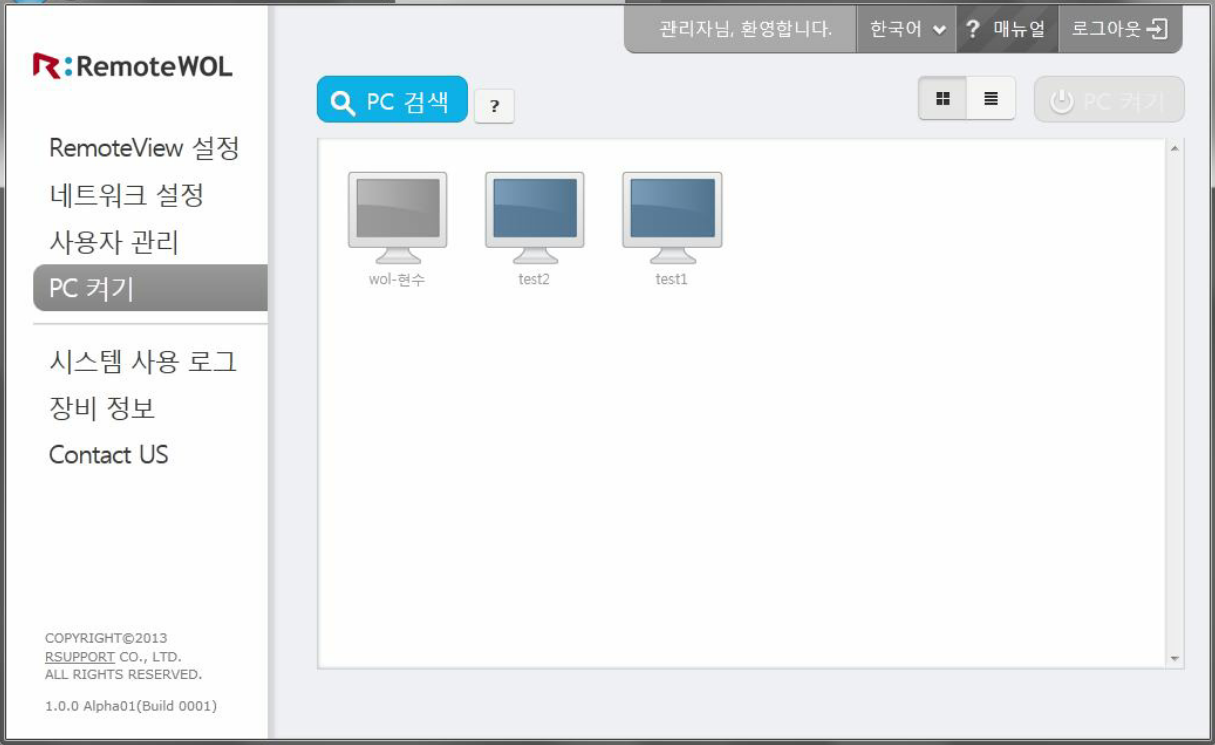 관리자님, 환영합니다. 한국어 ? 매뉴얼 로그아웃
R:RemoteWOL
PC 검색 ? PC 켜기
RemoteView 설정
네트워크 설정
사용자 관리
PC 켜기
시스템 사용 로그
장비 정보
Contact US
wol-현수 test2 test1
COPYRIGHT©2013
RSUPPORT CO., LTD.
ALL RIGHTS RESERVED.
1.0.0 Alpha01(Build 0001)